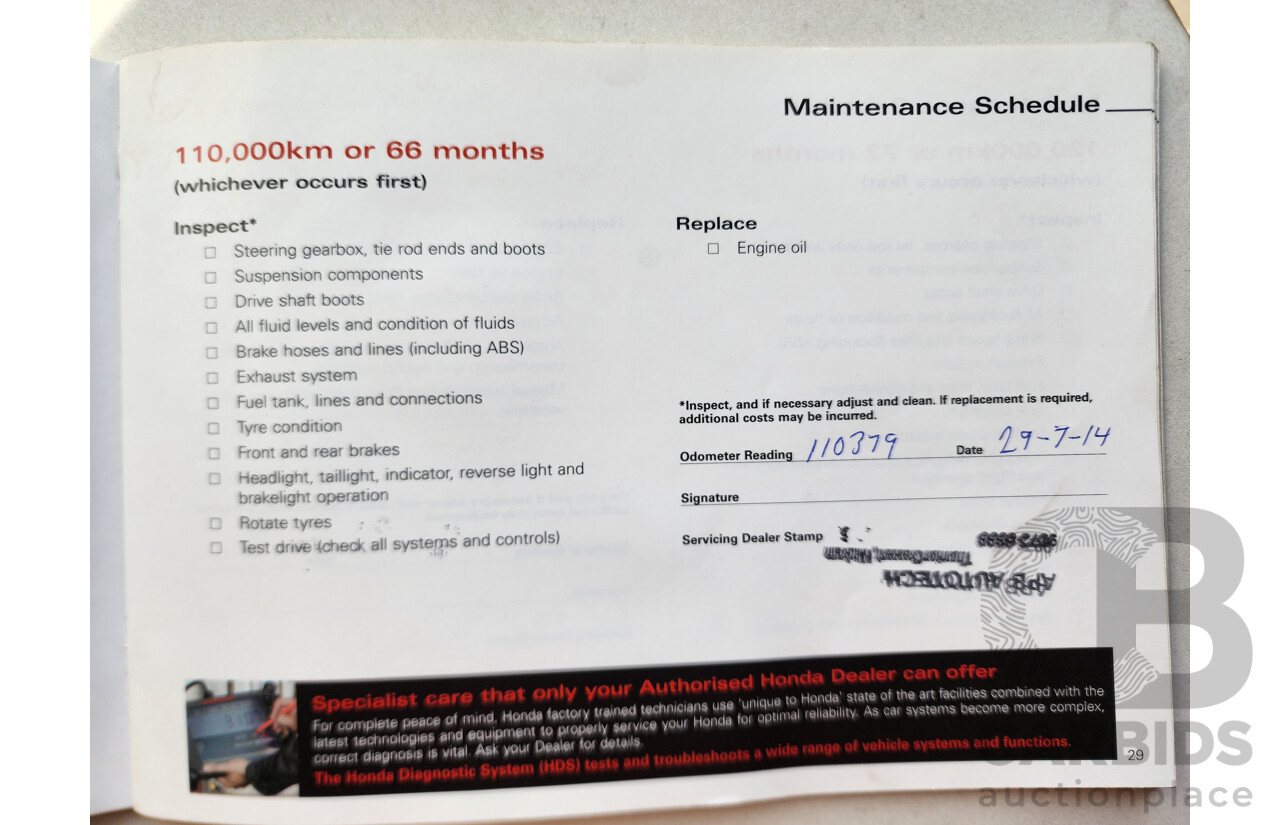 Maintenance Schedule
110,000km or 66 months
(whichever occurs first)
Inspect*
☐ Steering gearbox, tie rod ends and boots
☐ Suspension components
☐ Drive shaft boots
☐ All fluid levels and condition of fluids
☐ Brake hoses and lines (including ABS)
☐ Exhaust system
☐ Fuel tank, lines and connections
☐ Tyre condition
☐ Front and rear brakes
☐ Headlight, taillight, indicator, reverse light and
brakelight operation
☐ Rotate tyres
☐ Test drive (check all systems and controls)
Replace
☐ Engine oil
*Inspect, and if necessary adjust and clean. If replacement is required,
additional costs may be incurred.
Odometer Reading 110379 Date 29-7-14
Signature
Servicing Dealer Stamp
AUTOTECH
Specialist care that only your Authorised Honda Dealer can offer
For complete peace of mind, Honda factory trained technicians use 'unique to Honda' state of the art facilities combined with the
latest technologies and equipment to properly service your Honda for optimal reliability. As car systems become more complex,
correct diagnosis is vital. Ask your Dealer for details.
The Honda Diagnostic System (HDS) tests and troubleshoots a wide range of vehicle systems and functions.
29
CARBIDS
auctionplace